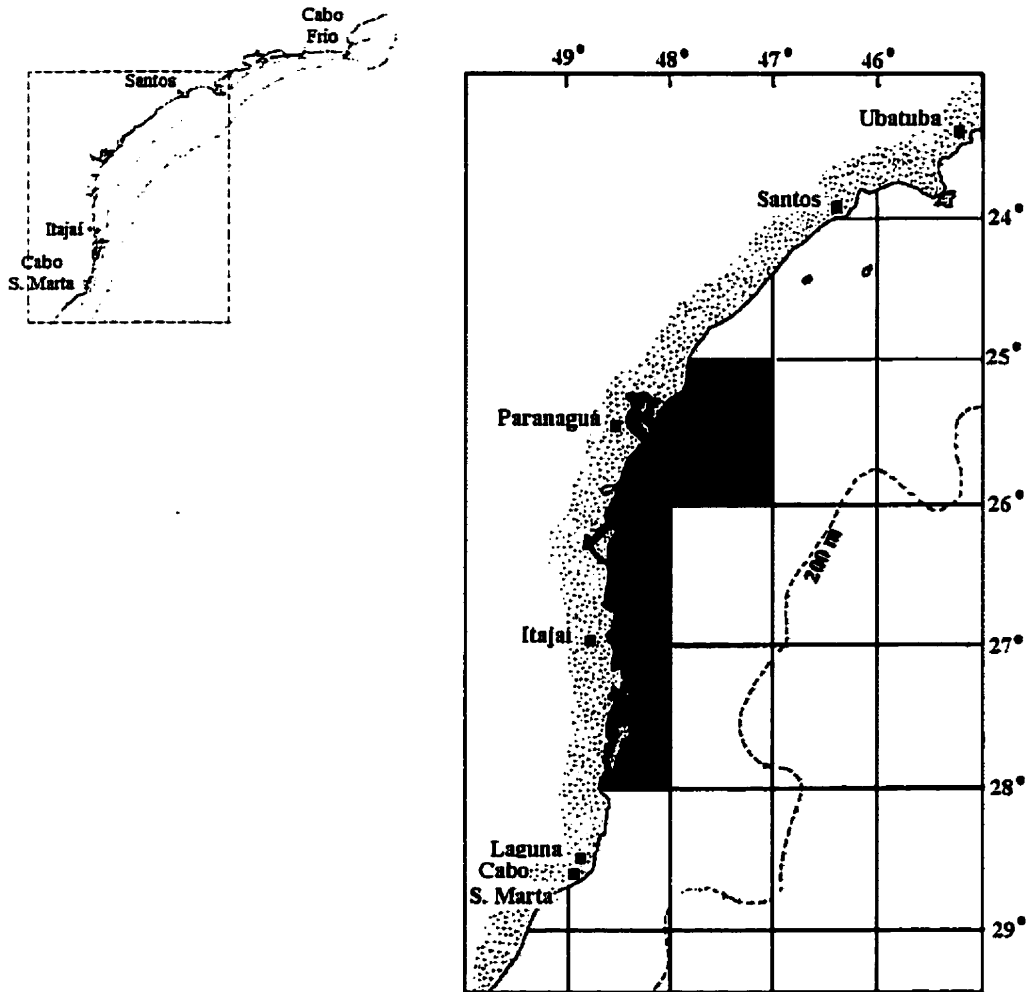 Cabo
Frio
Santos
Itajaí
Cabo
S. Marta
49°
48°
47°
46°
Ubatuba
Santos
24°
25°
Paranaguá
26°
200 m
Itajaí
27°
28°
Laguna
Cabo
S. Marta
29°